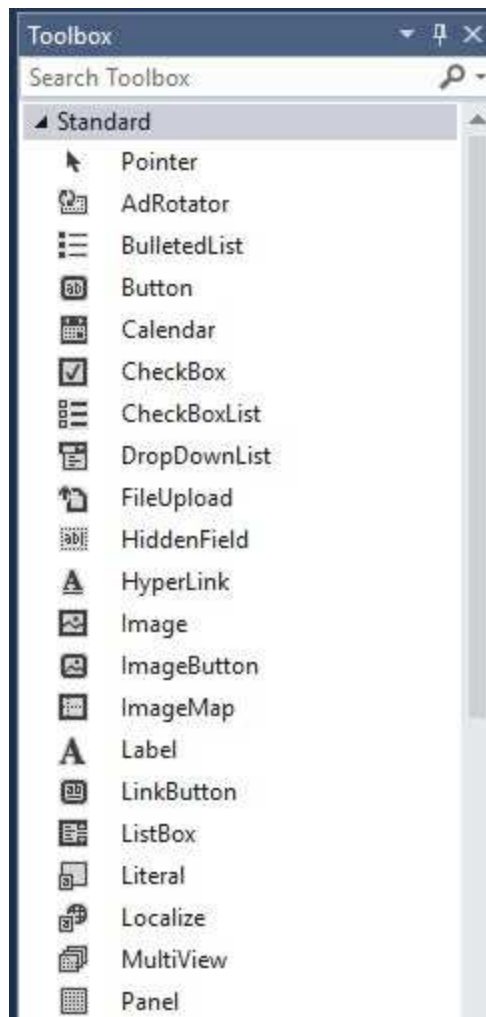 Toolbox
Search Toolbox
Standard
Pointer
AdRotator
BulletedList
Button
Calendar
CheckBox
CheckBoxList
DropDownList
FileUpload
HiddenField
HyperLink
Image
ImageButton
ImageMap
Label
LinkButton
ListBox
Literal
Localize
MultiView
Panel